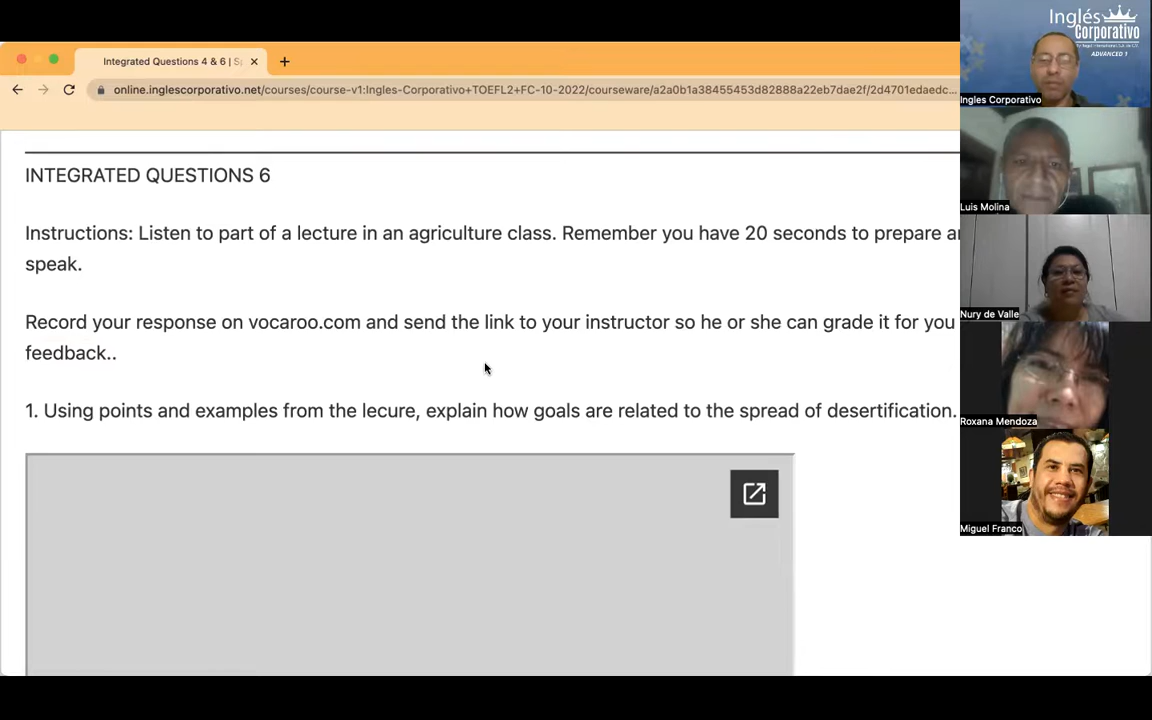 Integrated Questions 4 & 6 | Sp
online.inglescorporativo.net/courses/course-v1:Ingles-Corporativo+TOEFL2+FC-10-2022/courseware/a2a0b1a38455453d82888a22eb7dae2f/2d4701edaedc...
INTEGRATED QUESTIONS 6
Instructions: Listen to part of a lecture in an agriculture class. Remember you have 20 seconds to prepare an
speak.
Record your response on vocaroo.com and send the link to your instructor so he or she can grade it for you
feedback..
1. Using points and examples from the lecure, explain how goals are related to the spread of desertification.
Inglés
Corporativo
ADVANCED 1
Ingles Corporativo
Luis Molina
Nury de Valle
Roxana Mendoza
Miguel Franco